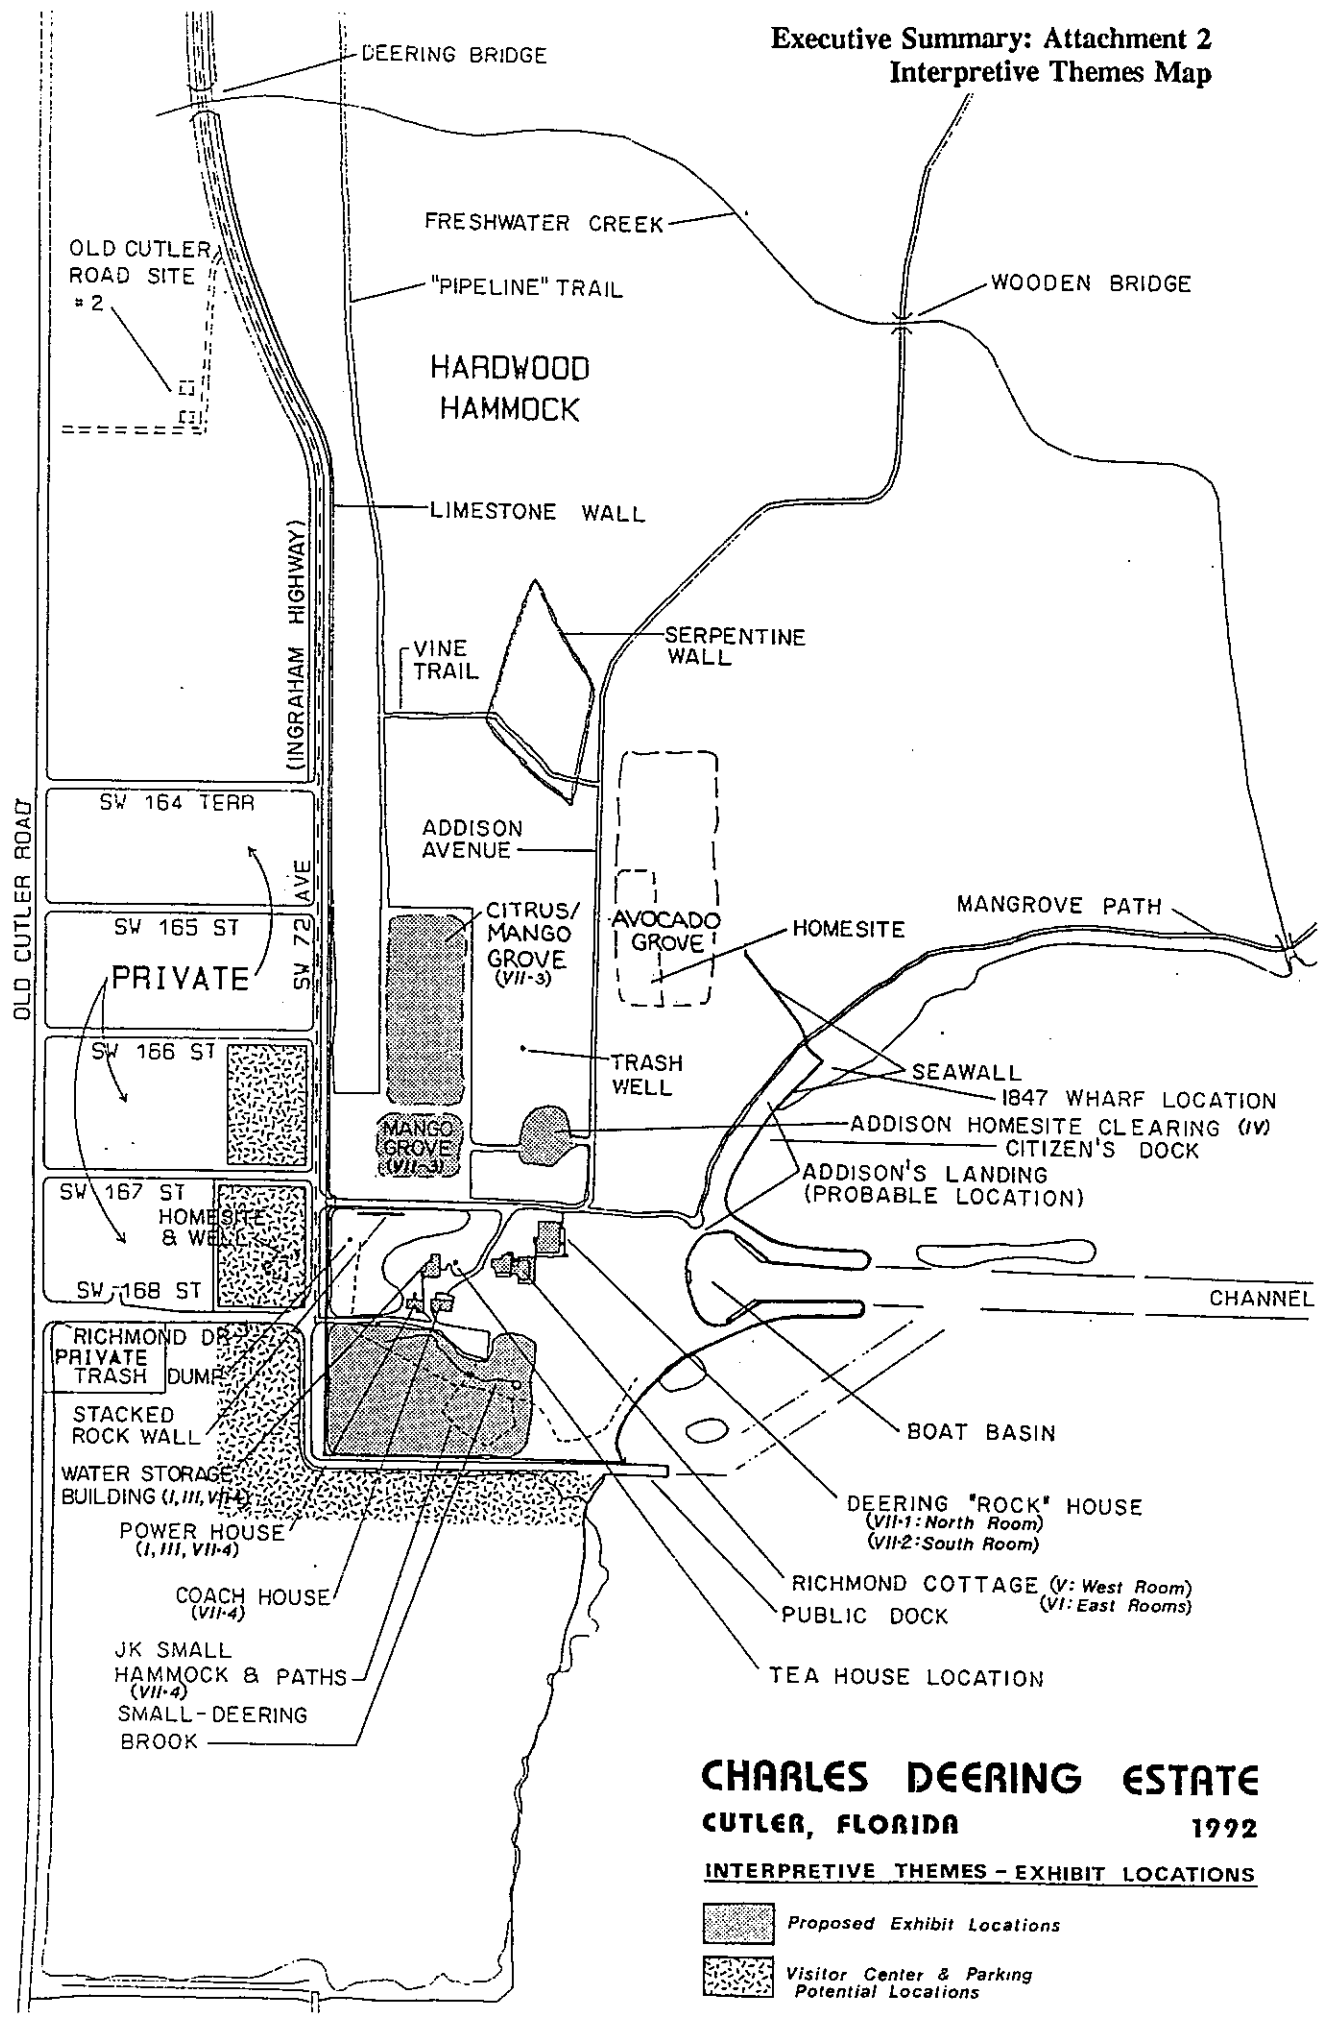 Executive Summary: Attachment 2
Interpretive Themes Map
DEERING BRIDGE
FRESHWATER CREEK
OLD CUTLER
ROAD SITE
#2
"PIPELINE" TRAIL
WOODEN BRIDGE
HARDWOOD
HAMMOCK
LIMESTONE WALL
(INGRAHAM HIGHWAY)
SERPENTINE
WALL
VINE
TRAIL
SW 164 TERR
OLD CUTLER ROAD
ADDISON
AVENUE
SW 72 AVE
CITRUS/
MANGO
GROVE
(VII-3)
AVOCADO
GROVE
HOMESITE
MANGROVE PATH
SW 165 ST
PRIVATE
SW 166 ST
TRASH
WELL
SEAWALL
1847 WHARF LOCATION
ADDISON HOMESITE CLEARING (IV)
CITIZEN'S DOCK
MANGO
GROVE
(VII-3)
ADDISON'S LANDING
(PROBABLE LOCATION)
SW 167 ST
HOMESITE
& WELL
SW 168 ST
CHANNEL
RICHMOND DR
PRIVATE
TRASH DUMP
STACKED
ROCK WALL
BOAT BASIN
WATER STORAGE
BUILDING (I, III, VII-4)
DEERING "ROCK" HOUSE
(VII-1: North Room)
(VII-2: South Room)
POWER HOUSE
(I, III, VII-4)
RICHMOND COTTAGE (V: West Room)
(VI: East Rooms)
COACH HOUSE
(VII-4)
PUBLIC DOCK
JK SMALL
HAMMOCK & PATHS
(VII-4)
TEA HOUSE LOCATION
SMALL-DEERING
BROOK
CHARLES DEERING ESTATE
CUTLER, FLORIDA 1992
INTERPRETIVE THEMES - EXHIBIT LOCATIONS
Proposed Exhibit Locations
Visitor Center & Parking
Potential Locations